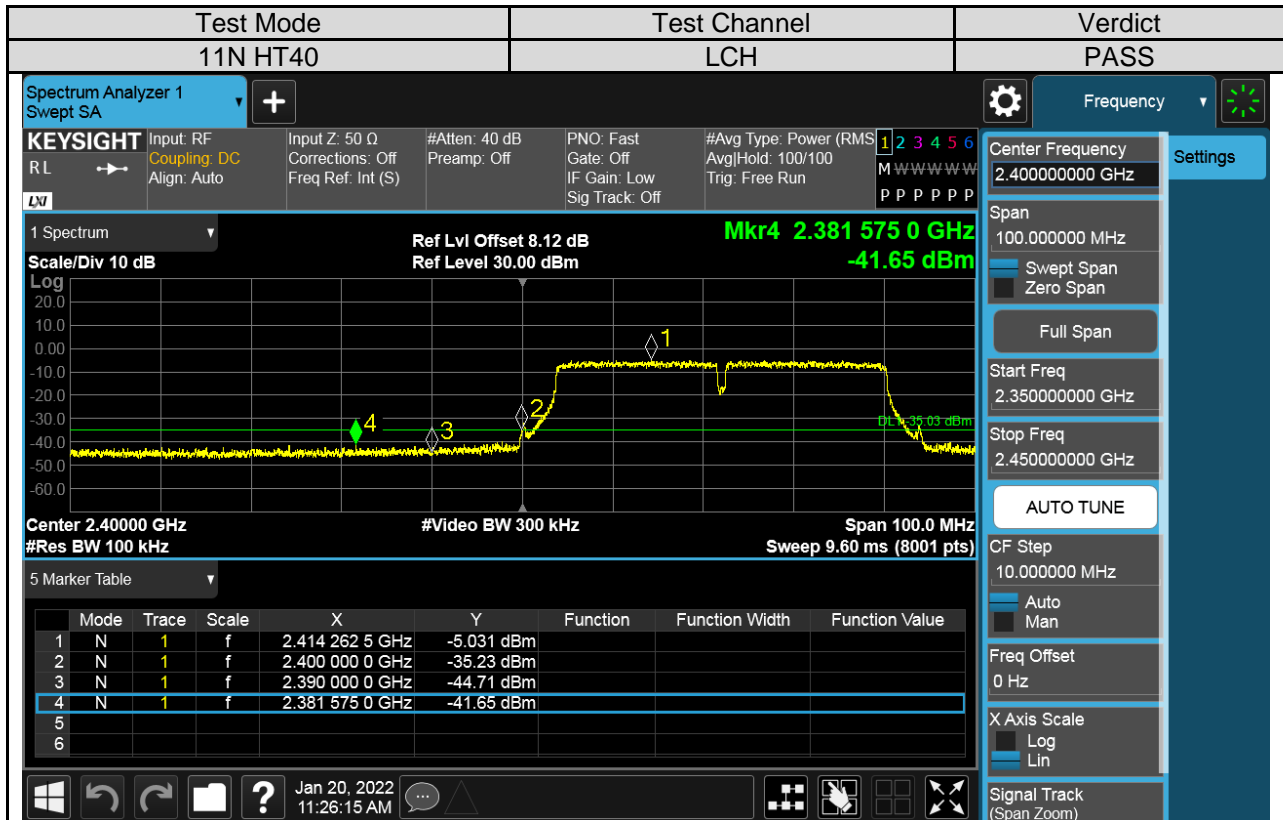 Test Mode Test Channel Verdict
11N HT40 LCH PASS
Spectrum Analyzer 1
Swept SA
+
Frequency
KEYSIGHT Input: RF Input Z: 50 Ω #Atten: 40 dB PNO: Fast #Avg Type: Power (RMS 1 2 3 4 5 6
RL Coupling: DC Corrections: Off Preamp: Off Gate: Off Avg|Hold: 100/100 M W W W W W
Align: Auto Freq Ref: Int (S) IF Gain: Low Trig: Free Run
LXI Sig Track: Off P P P P P P
1 Spectrum Ref Lvl Offset 8.12 dB Mkr4 2.381 575 0 GHz
Scale/Div 10 dB Ref Level 30.00 dBm -41.65 dBm
Log
20.0
10.0
0.00
-10.0
-20.0
-30.0
-40.0
-50.0
-60.0
1
2
3
4
DL1 -35.03 dBm
Center 2.40000 GHz #Video BW 300 kHz Span 100.0 MHz
#Res BW 100 kHz Sweep 9.60 ms (8001 pts)
5 Marker Table
Mode Trace Scale X Y Function Function Width Function Value
1 N 1 f 2.414 262 5 GHz -5.031 dBm
2 N 1 f 2.400 000 0 GHz -35.23 dBm
3 N 1 f 2.390 000 0 GHz -44.71 dBm
4 N 1 f 2.381 575 0 GHz -41.65 dBm
5
6
?
Jan 20, 2022
11:26:15 AM
Center Frequency
2.400000000 GHz
Settings
Span
100.000000 MHz
Swept Span
Zero Span
Full Span
Start Freq
2.350000000 GHz
Stop Freq
2.450000000 GHz
AUTO TUNE
CF Step
10.000000 MHz
Auto
Man
Freq Offset
0 Hz
X Axis Scale
Log
Lin
Signal Track
(Span Zoom)